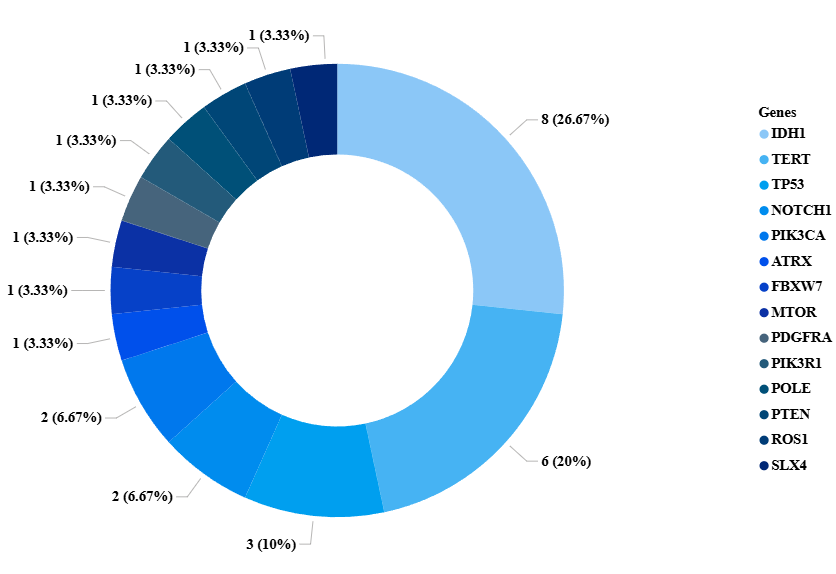 1 (3.33%)
1 (3.33%)
1 (3.33%)
1 (3.33%)
1 (3.33%)
1 (3.33%)
1 (3.33%)
1 (3.33%)
1 (3.33%)
2 (6.67%)
2 (6.67%)
3 (10%)
6 (20%)
8 (26.67%)
Genes
IDH1
TERT
TP53
NOTCH1
PIK3CA
ATRX
FBXW7
MTOR
PDGFRA
PIK3R1
POLE
PTEN
ROS1
SLX4